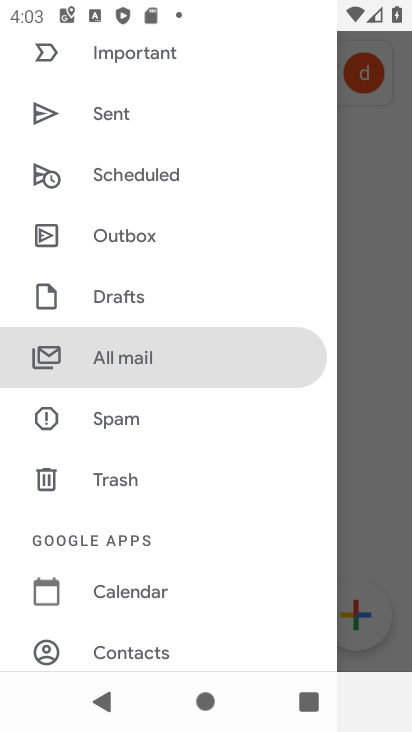 4:03
d
Important
Sent
Scheduled
Outbox
Drafts
All mail
Spam
Trash
GOOGLE APPS
Calendar
Contacts